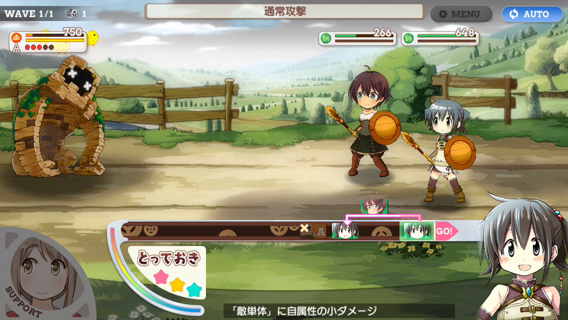 WAVE 1/1
1
通常攻撃
MENU
AUTO
750
266
648
GO!
とっておき
SUPPORT
「敵単体」に自属性の小ダメージ